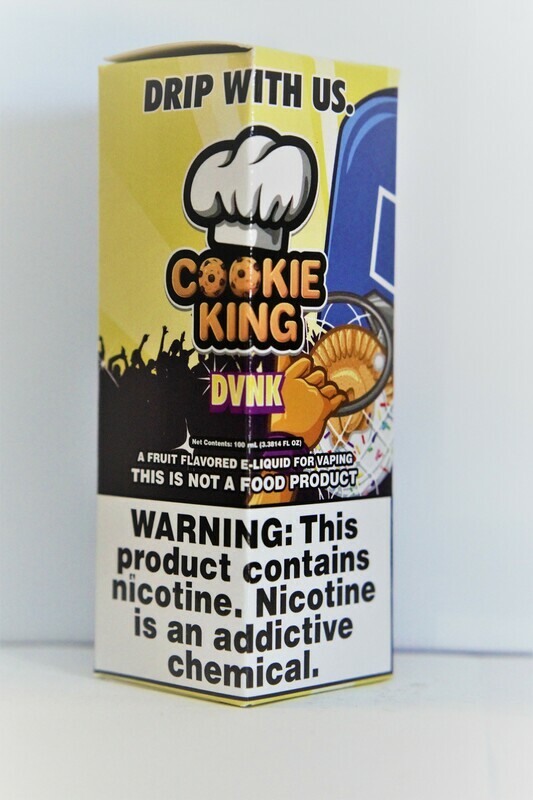 DRIP WITH US.
COOKIE
KING
DVNK
Net Contents: 100 mL (3.3814 FL OZ)
A FRUIT FLAVORED E-LIQUID FOR VAPING
THIS IS NOT A FOOD PRODUCT
WARNING: This
product contains
nicotine. Nicotine
is an addictive
chemical.